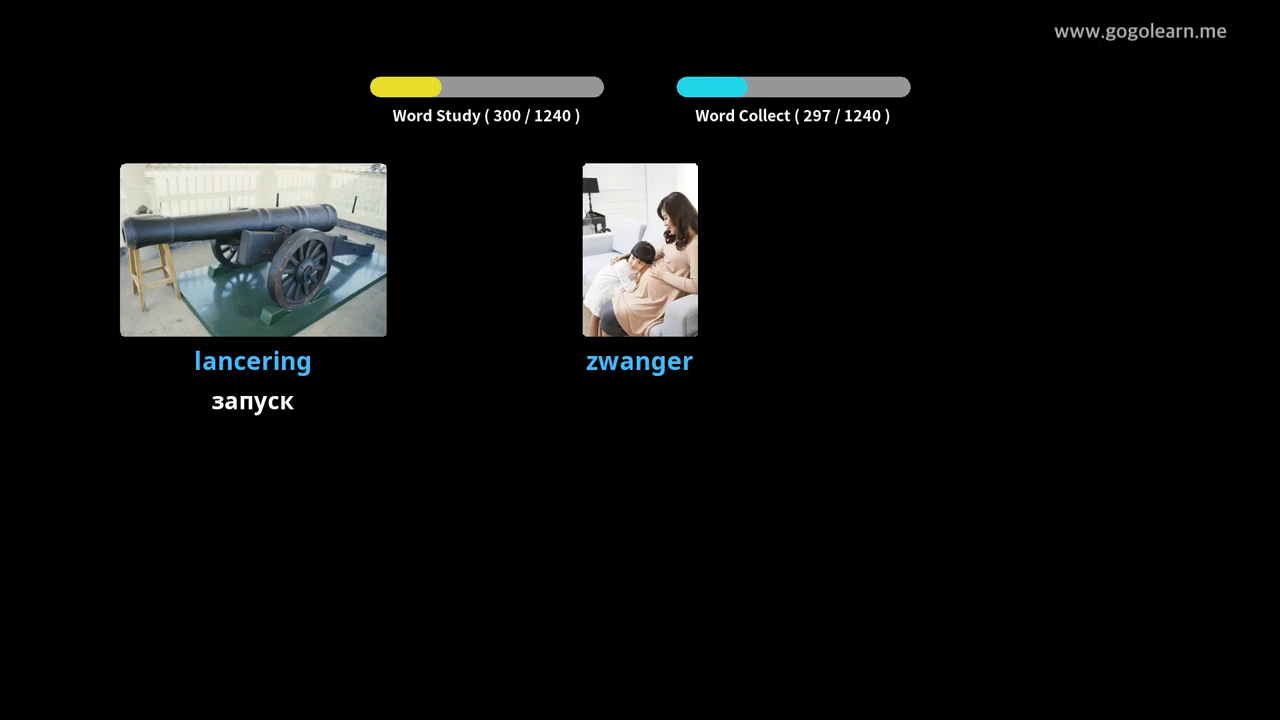 www.gogolearn.me
Word Study ( 300 / 1240 )
Word Collect ( 297 / 1240 )
lancering
zwanger
запуск